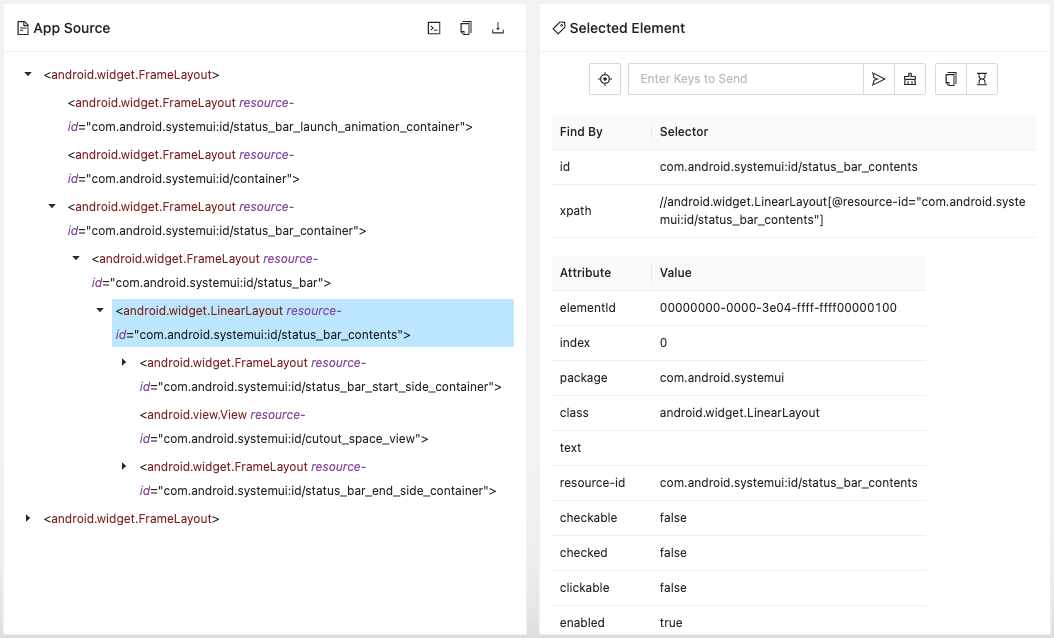 App Source
<android.widget.FrameLayout>
<android.widget.FrameLayout resource-
id="com.android.systemui:id/status_bar_launch_animation_container">
<android.widget.FrameLayout resource-
id="com.android.systemui:id/container">
<android.widget.FrameLayout resource-
id="com.android.systemui:id/status_bar_container">
<android.widget.FrameLayout resource-
id="com.android.systemui:id/status_bar">
<android.widget.LinearLayout resource-
id="com.android.systemui:id/status_bar_contents">
<android.widget.FrameLayout resource-
id="com.android.systemui:id/status_bar_start_side_container">
<android.view.View resource-
id="com.android.systemui:id/cutout_space_view">
<android.widget.FrameLayout resource-
id="com.android.systemui:id/status_bar_end_side_container">
<android.widget.FrameLayout>
Selected Element
Enter Keys to Send
Find By Selector
id com.android.systemui:id/status_bar_contents
xpath //android.widget.LinearLayout[@resource-id="com.android.syste
mui:id/status_bar_contents"]
Attribute Value
elementId 00000000-0000-3e04-ffff-ffff00000100
index 0
package com.android.systemui
class android.widget.LinearLayout
text
resource-id com.android.systemui:id/status_bar_contents
checkable false
checked false
clickable false
enabled true